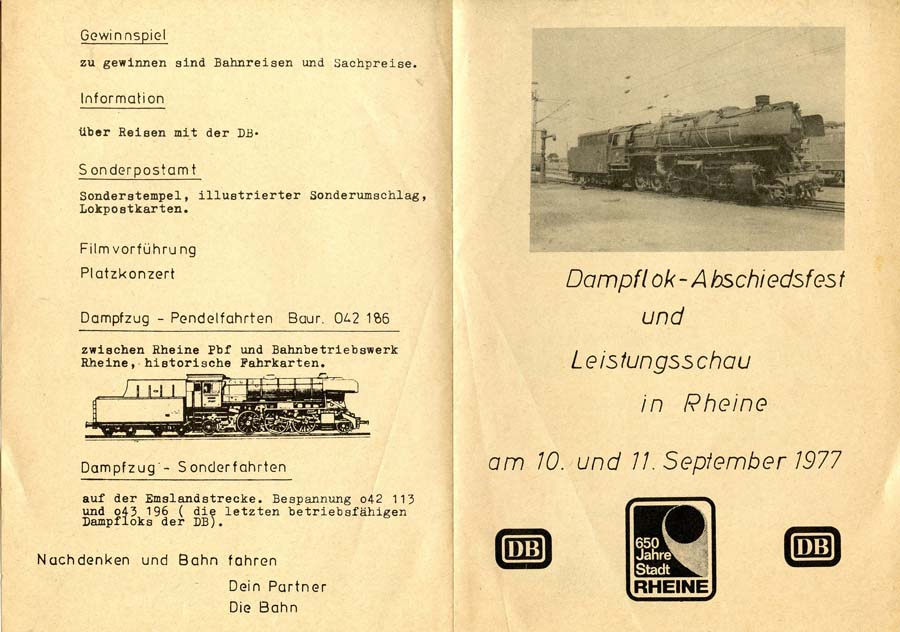 Gewinnspiel
zu gewinnen sind Bahnreisen und Sachpreise.
Information
über Reisen mit der DB.
Sonderpostamt
Sonderstempel, illustrierter Sonderumschlag,
Lokpostkarten.
Filmvorführung
Platzkonzert
Dampfzug - Pendelfahrten Baur. 042 186
zwischen Rheine Pbf und Bahnbetriebswerk
Rheine, historische Fahrkarten.
Dampfzug - Sonderfahrten
auf der Emslandstrecke. Bespannung o42 113
und o43 196 ( die letzten betriebsfähigen
Dampfloks der DB).
Nachdenken und Bahn fahren
Dein Partner
Die Bahn
Dampflok-Abschiedsfest
und
Leistungsschau
in Rheine
am 10. und 11. September 1977
DB
650
Jahre
Stadt
RHEINE
DB